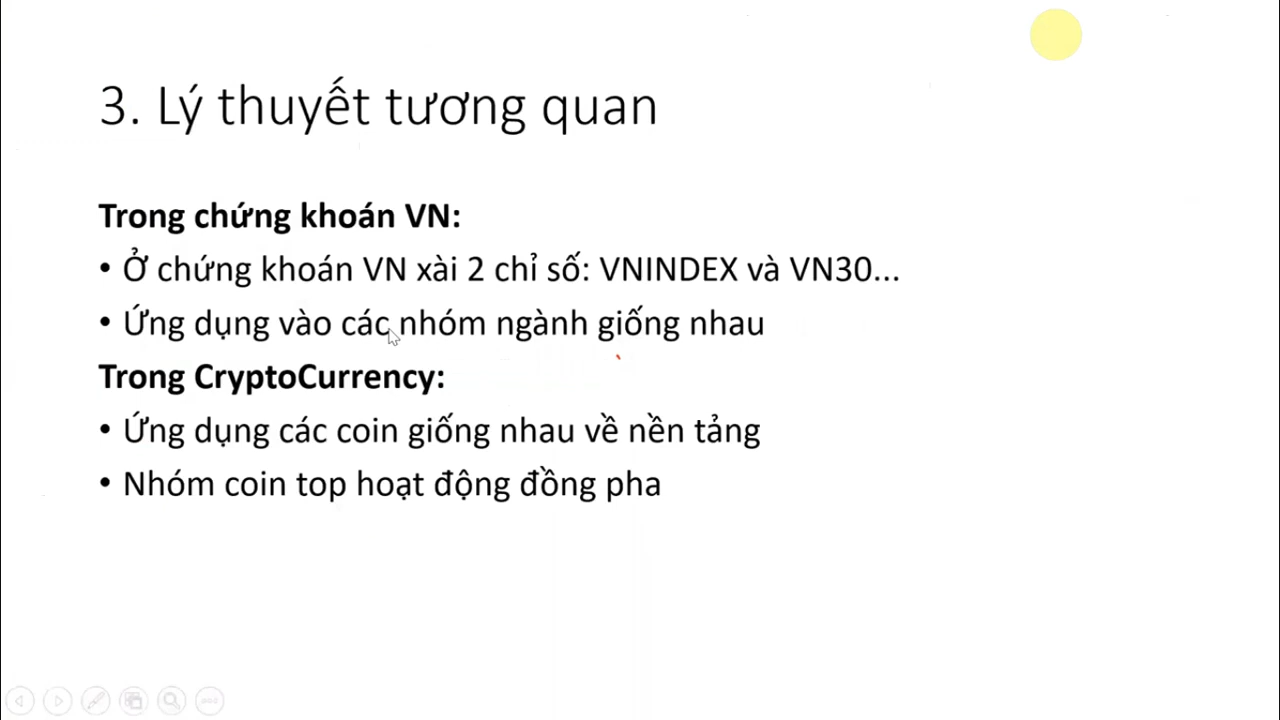 3. Lý thuyết tương quan
Trong chứng khoán VN:
• Ở chứng khoán VN xài 2 chỉ số: VNINDEX và VN30...
• Ứng dụng vào các nhóm ngành giống nhau
Trong CryptoCurrency:
• Ứng dụng các coin giống nhau về nền tảng
• Nhóm coin top hoạt động đồng pha